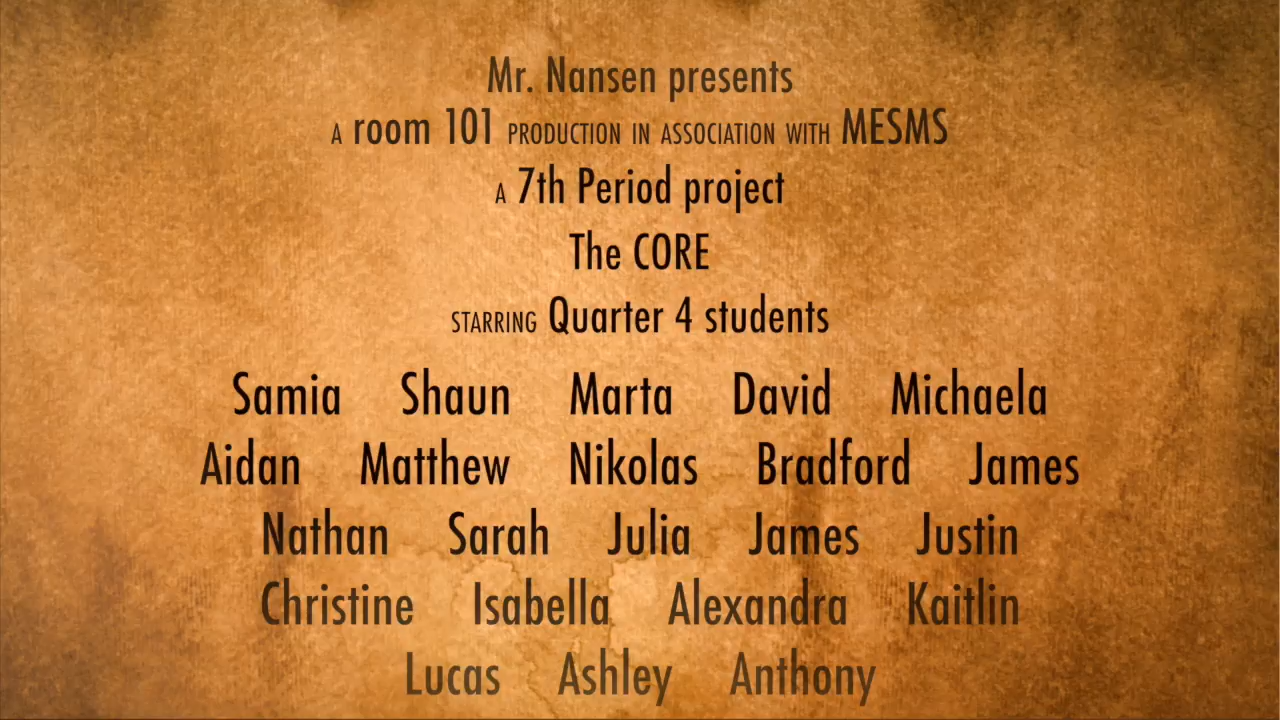 Mr. Nansen presents
A room 101 PRODUCTION IN ASSOCIATION WITH MESMS
A 7th Period project
The CORE
STARRING Quarter 4 students
Samia Shaun Marta David Michaela
Aidan Matthew Nikolas Bradford James
Nathan Sarah Julia James Justin
Christine Isabella Alexandra Kaitlin
Lucas Ashley Anthony